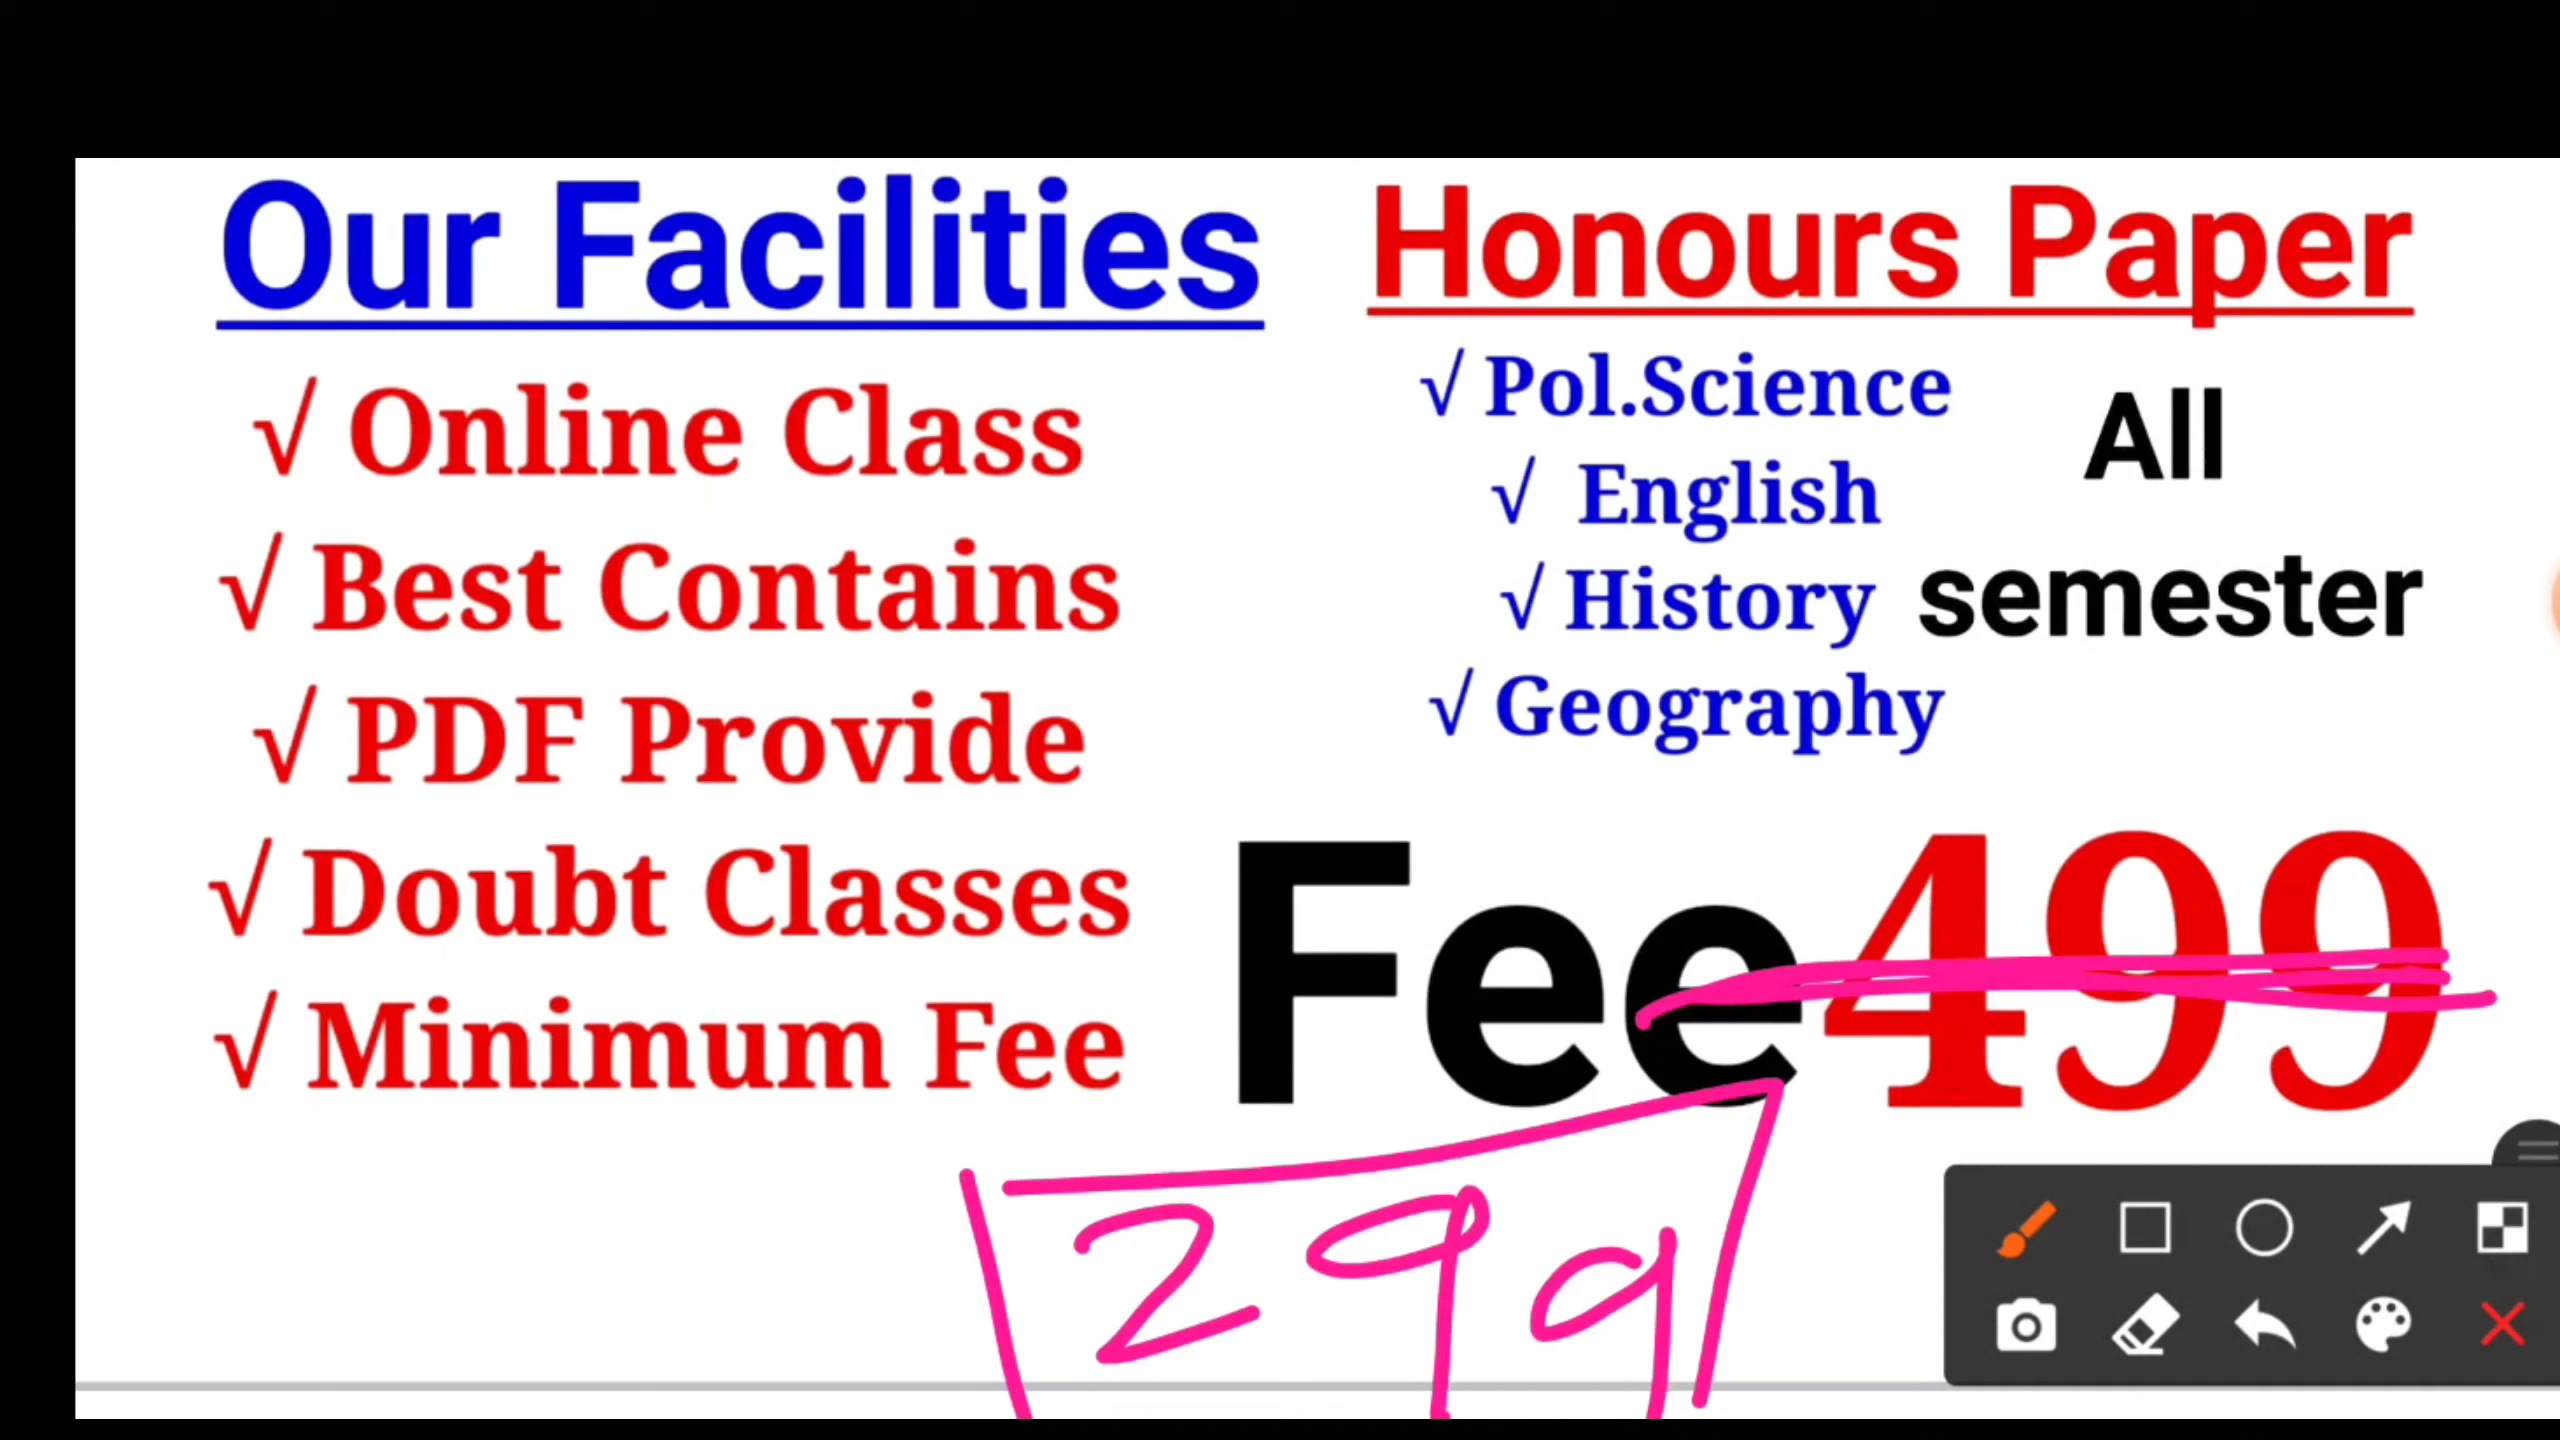 Our Facilities
√ Online Class
√ Best Contains
√ PDF Provide
√ Doubt Classes
√ Minimum Fee
Honours Paper
√ Pol.Science
√ English
√ History
√ Geography
All
semester
Fee 499
299